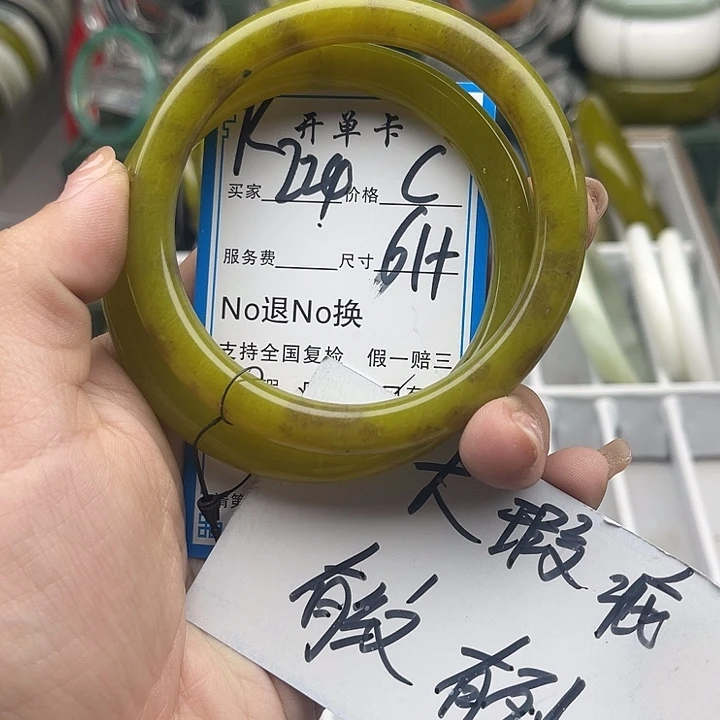 开单卡
K
买家 价格 C
服务费 尺寸 61+
No退No换
支持全国复检 假一赔三
大瑕疵
有纹
有裂